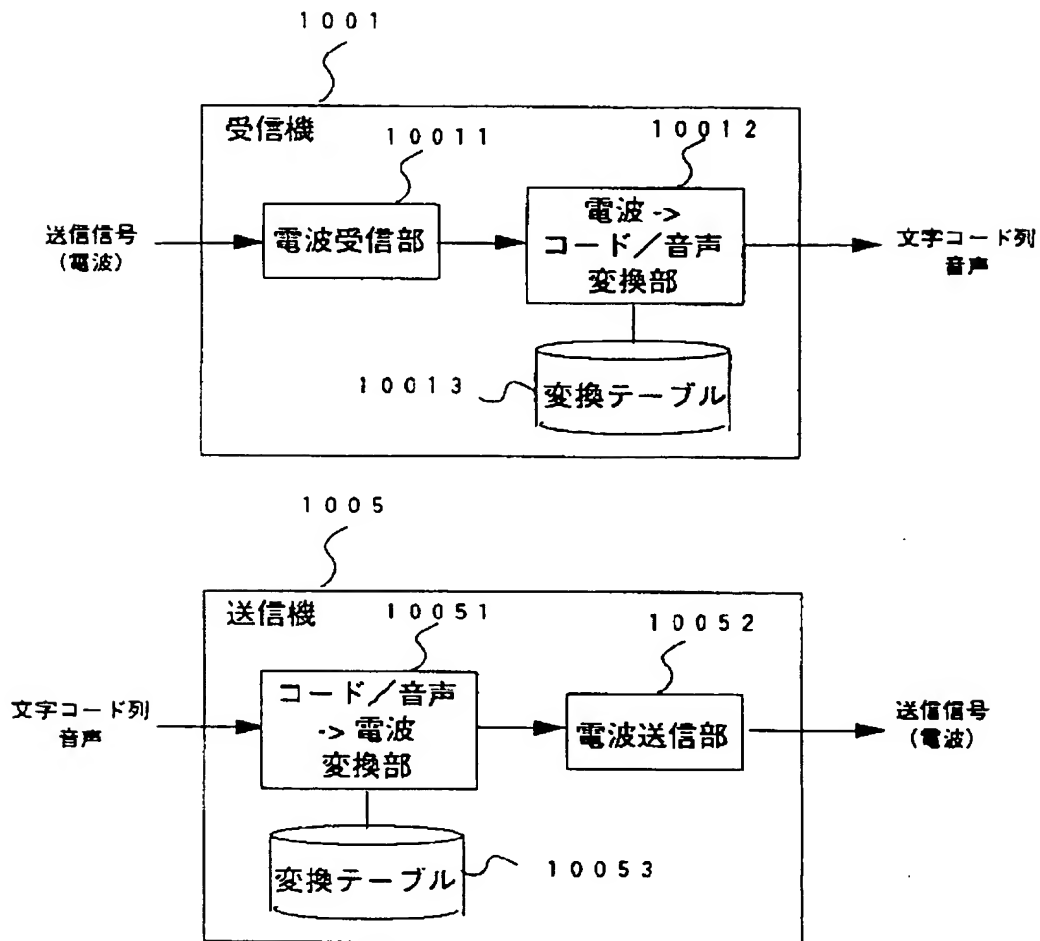 1001
受信機
10011
10012
送信信号
(電波)
電波受信部
電波->
コード／音声
変換部
文字コード列
音声
10013
変換テーブル
1005
送信機
10051
10052
文字コード列
音声
コード／音声
-> 電波
変換部
電波送信部
送信信号
(電波)
変換テーブル
10053